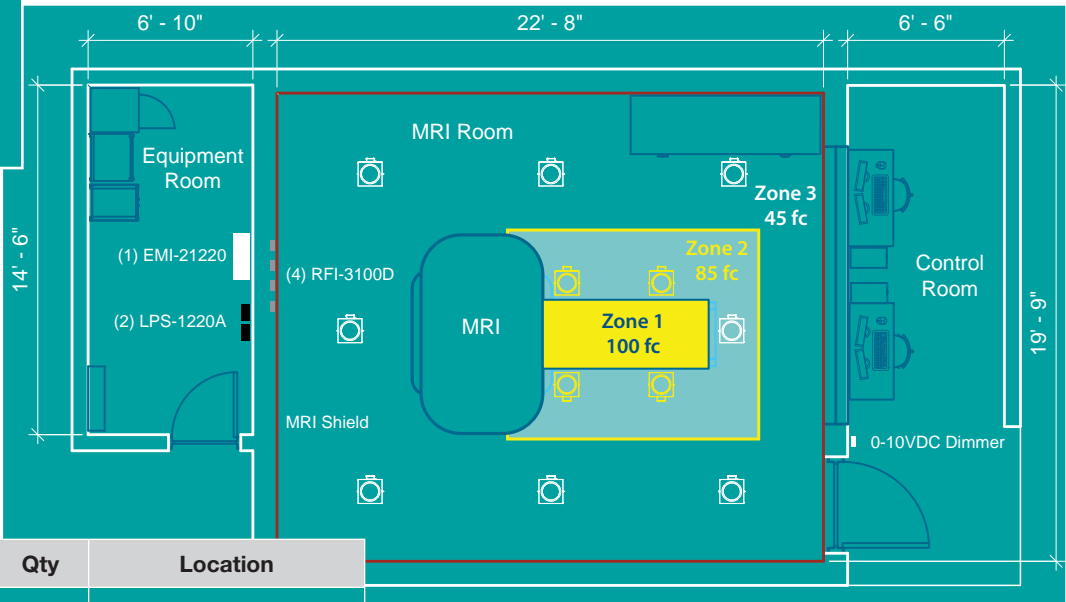 6' - 10"
22' - 8"
6' - 6"
MRI Room
Equipment
Room
Zone 3
45 fc
14' - 6"
(1) EMI-21220
(4) RFI-3100D
Zone 2
85 fc
Control
Room
(2) LPS-1220A
MRI
Zone 1
100 fc
19' - 9"
MRI Shield
0-10VDC Dimmer
Qty
Location